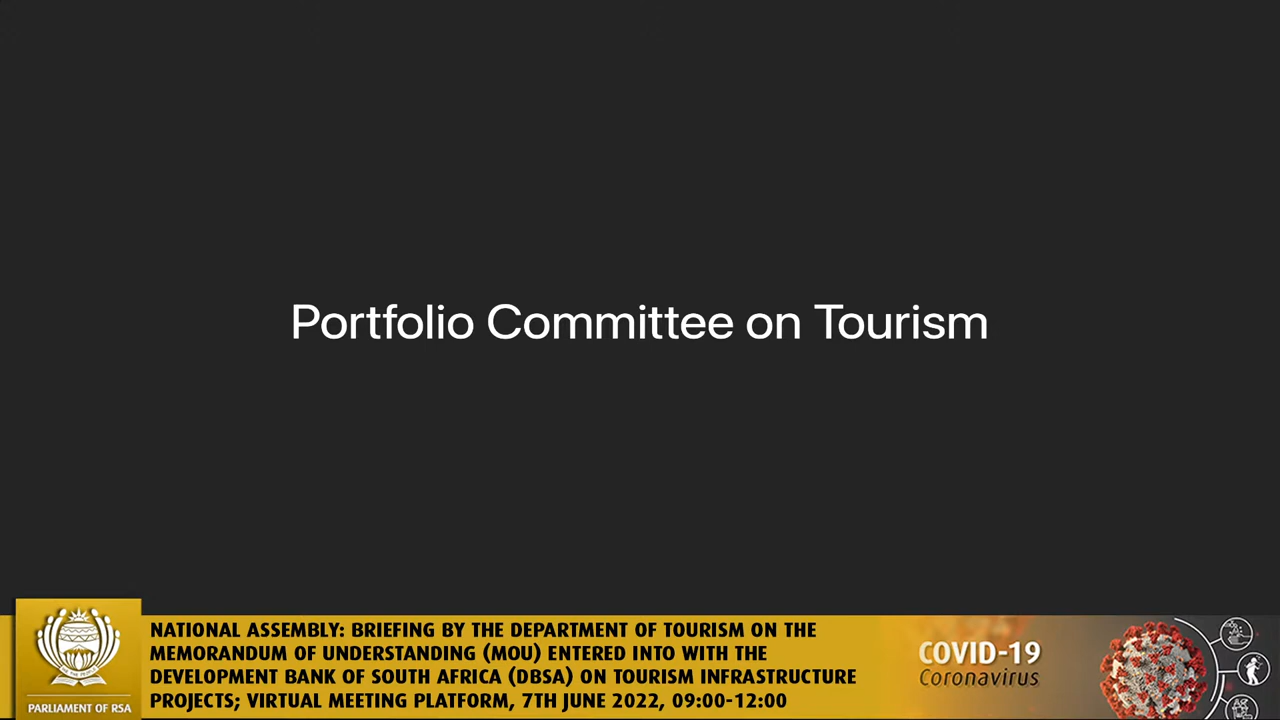 Portfolio Committee on Tourism
NATIONAL ASSEMBLY: BRIEFING BY THE DEPARTMENT OF TOURISM ON THE
MEMORANDUM OF UNDERSTANDING (MOU) ENTERED INTO WITH THE
DEVELOPMENT BANK OF SOUTH AFRICA (DBSA) ON TOURISM INFRASTRUCTURE
PROJECTS; VIRTUAL MEETING PLATFORM, 7TH JUNE 2022, 09:00-12:00
PARLIAMENT OF RSA
COVID-19
Coronavirus